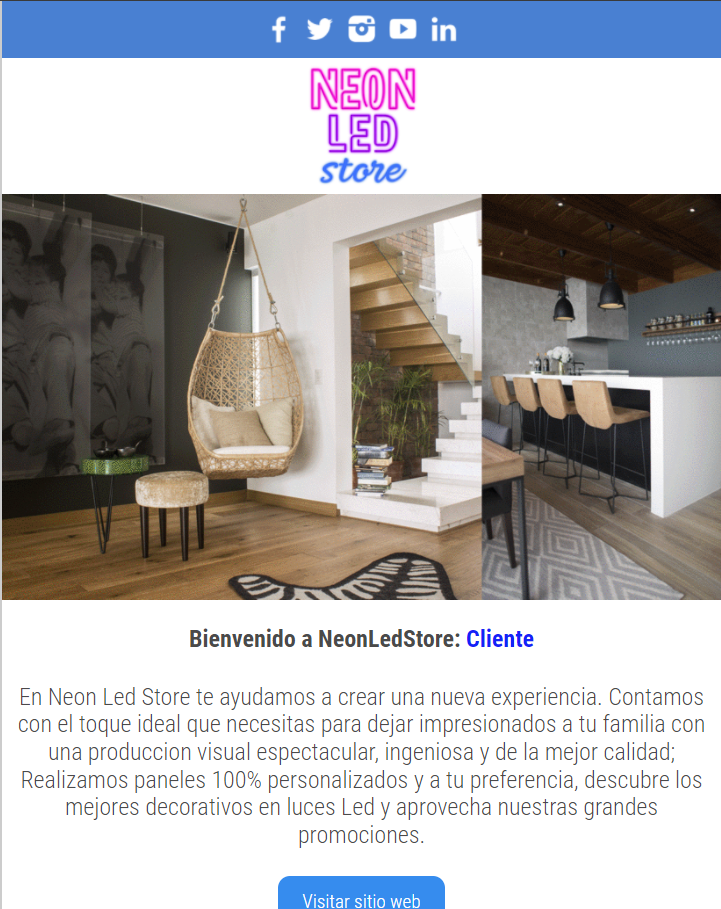 NEON
LED
store
Bienvenido a NeonLedStore: Cliente
En Neon Led Store te ayudamos a crear una nueva experiencia. Contamos
con el toque ideal que necesitas para dejar impresionados a tu familia con
una produccion visual espectacular, ingeniosa y de la mejor calidad;
Realizamos paneles 100% personalizados y a tu preferencia, descubre los
mejores decorativos en luces Led y aprovecha nuestras grandes
promociones.
Visitar sitio web